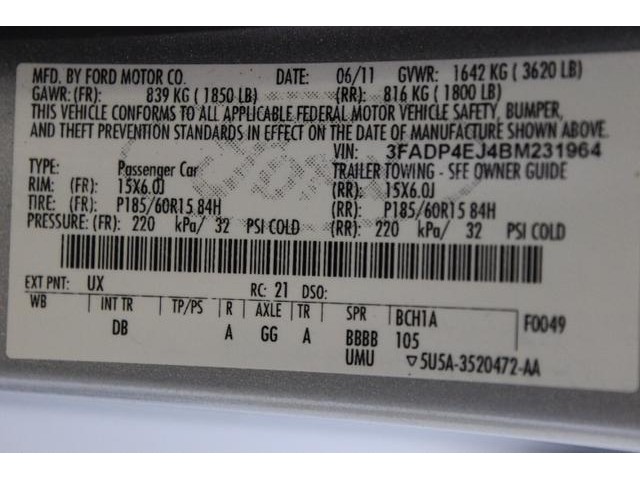 MFD. BY FORD MOTOR CO. DATE: 06/11 GVWR: 1642 KG ( 3620 LB)
GAWR: (FR): 839 KG ( 1850 LB) (RR): 816 KG ( 1800 LB)
THIS VEHICLE CONFORMS TO ALL APPLICABLE FEDERAL MOTOR VEHICLE SAFETY, BUMPER,
AND THEFT PREVENTION STANDARDS IN EFFECT ON THE DATE OF MANUFACTURE SHOWN ABOVE.
VIN: 3FADP4EJ4BM231964
TYPE: Passenger Car TRAILER TOWING - SEE OWNER GUIDE
RIM: (FR): 15X6.0J (RR): 15X6.0J
TIRE: (FR): P185/60R15 84H (RR): P185/60R15 84H
PRESSURE: (FR): 220 kPa/ 32 PSI COLD (RR): 220 kPa/ 32 PSI COLD
EXT PNT: UX RC: 21 DSO:
WB INT TR TP/PS R AXLE TR SPR BCH1A F0049
DB A GG A BBBB 105
UMU ▽5U5A-3520472-AA